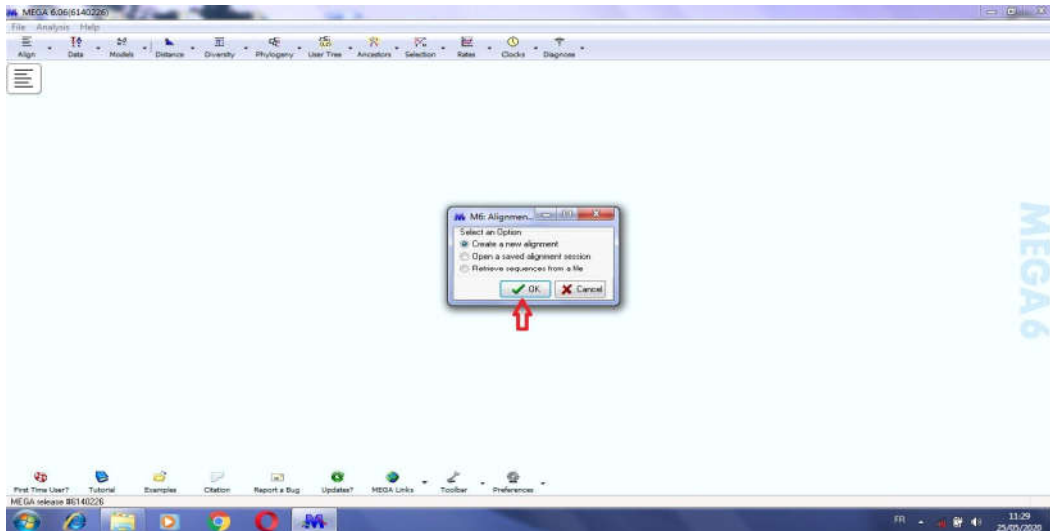 MEGA 6.06(6140226)
File Analysis Help
Align Data Models Distance Diversity Phylogeny User Tree Ancestors Selection Rates Clocks Diagnose
M6: Alignmen...
Select an Option
Create a new alignment
Open a saved alignment session
Retrieve sequences from a file
OK Cancel
MEGA6
First Time User? Tutorial Examples Citation Report a Bug Updates? MEGA Links Toolbar Preferences
MEGA release #6140226
FR 11:29
25/05/2020